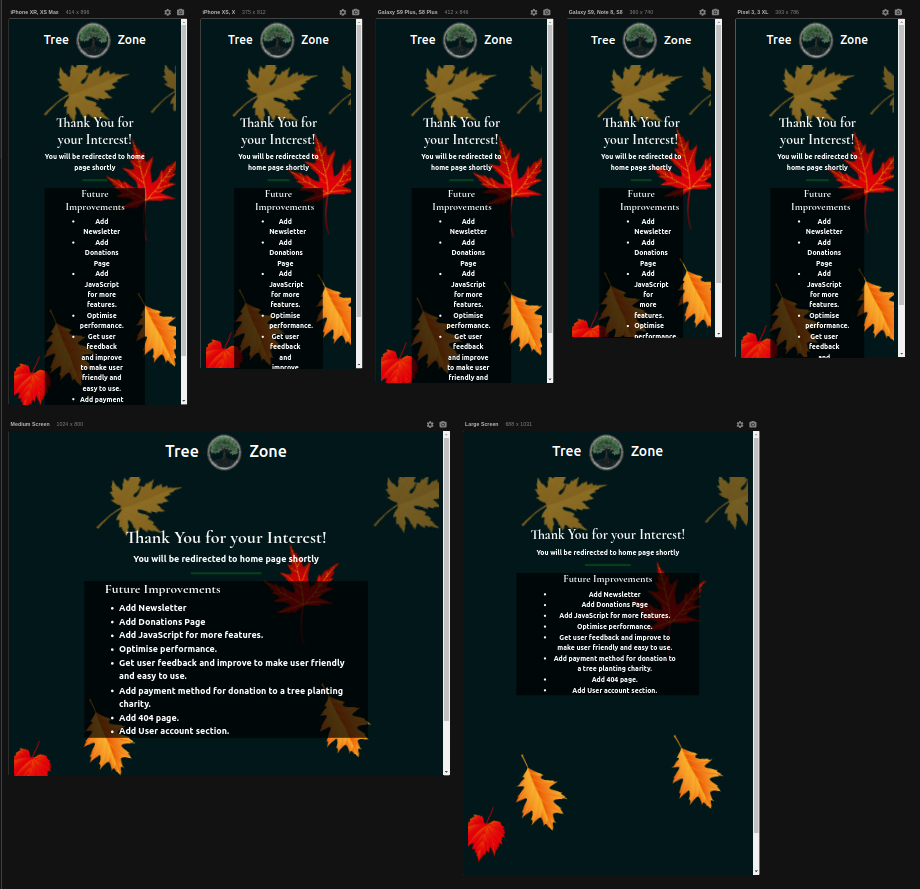 iPhone XR, XS Max 414 x 896
Tree Zone
Thank You for
your Interest!
You will be redirected to home
page shortly
Future
Improvements
• Add
Newsletter
• Add
Donations
Page
• Add
JavaScript
for more
features.
• Optimise
performance.
• Get user
feedback
and improve
to make user
friendly and
easy to use.
• Add payment
iPhone XS, X 375 x 812
Tree Zone
Thank You for
your Interest!
You will be redirected to
home page shortly
Future
Improvements
• Add
Newsletter
• Add
Donations
Page
• Add
JavaScript
for more
features.
• Optimise
performance.
• Get user
feedback
and
improve
Galaxy S9 Plus, S8 Plus 412 x 846
Tree Zone
Thank You for
your Interest!
You will be redirected to
home page shortly
Future
Improvements
• Add
Newsletter
• Add
Donations
Page
• Add
JavaScript
for more
features.
• Optimise
performance.
• Get user
feedback
and improve
to make user
friendly and
Galaxy S9, Note 8, S8 360 x 740
Tree Zone
Thank You for
your Interest!
You will be redirected to
home page shortly
Future
Improvements
• Add
Newsletter
• Add
Donations
Page
• Add
JavaScript
for
more
features.
• Optimise
performance.
Pixel 3, 3 XL 393 x 786
Tree Zone
Thank You for
your Interest!
You will be redirected to
home page shortly
Future
Improvements
• Add
Newsletter
• Add
Donations
Page
• Add
JavaScript
for more
features.
• Optimise
performance.
• Get user
feedback
and
Medium Screen 1024 x 800
Tree Zone
Thank You for your Interest!
You will be redirected to home page shortly
Future Improvements
• Add Newsletter
• Add Donations Page
• Add JavaScript for more features.
• Optimise performance.
• Get user feedback and improve to make user friendly
and easy to use.
• Add payment method for donation to a tree planting
charity.
• Add 404 page.
• Add User account section.
Large Screen 688 x 1031
Tree Zone
Thank You for your Interest!
You will be redirected to home page shortly
Future Improvements
• Add Newsletter
• Add Donations Page
• Add JavaScript for more features.
• Optimise performance.
• Get user feedback and improve to
make user friendly and easy to use.
• Add payment method for donation to
a tree planting charity.
• Add 404 page.
• Add User account section.